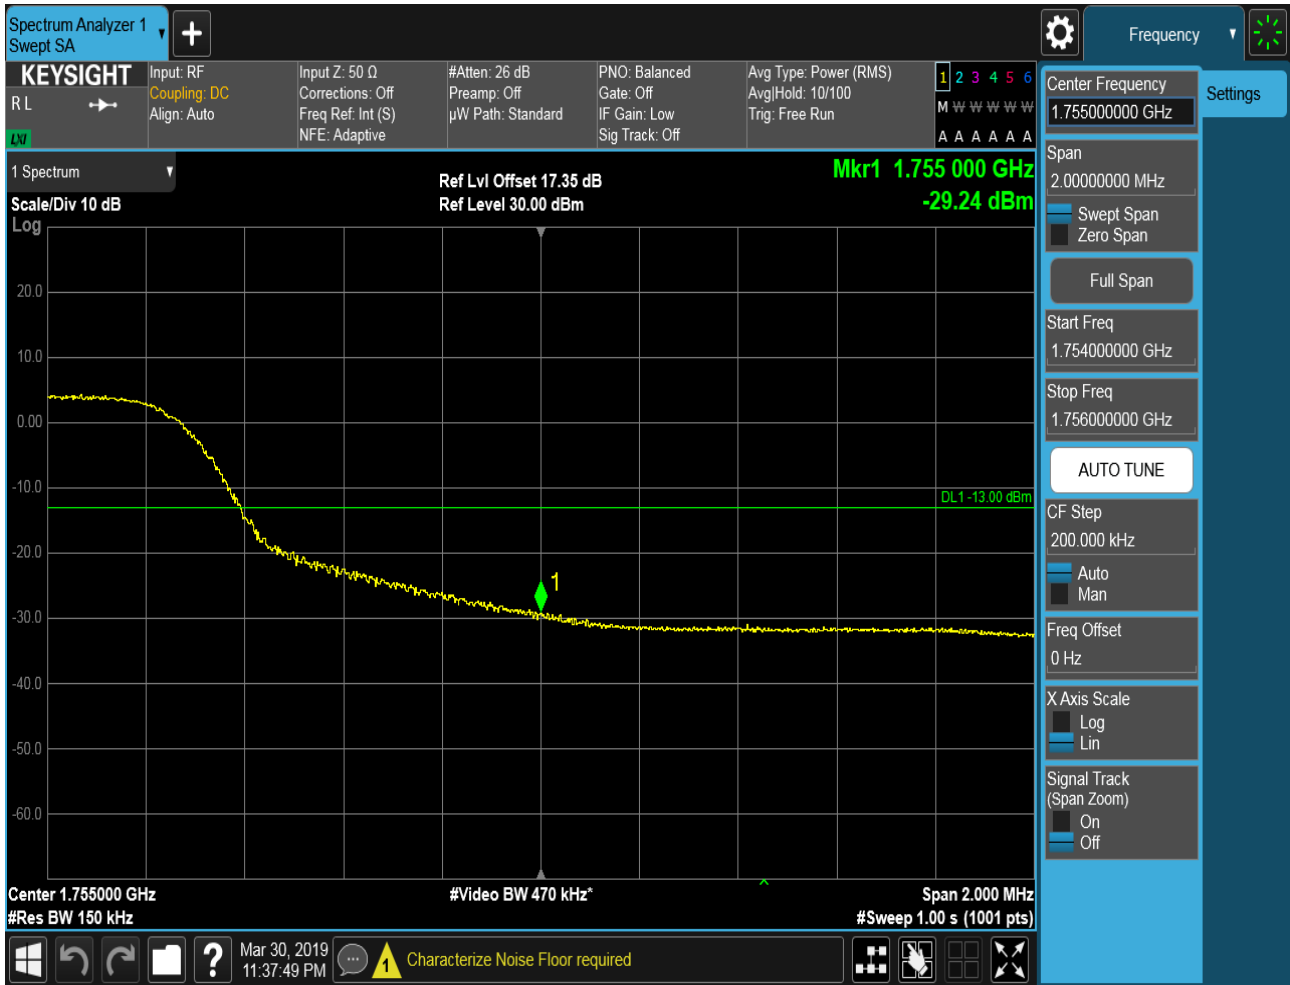 Spectrum Analyzer 1
Swept SA
Frequency
KEYSIGHT
R L
LXI
Input: RF
Coupling: DC
Align: Auto
Input Z: 50 Ω
Corrections: Off
Freq Ref: Int (S)
NFE: Adaptive
#Atten: 26 dB
Preamp: Off
µW Path: Standard
PNO: Balanced
Gate: Off
IF Gain: Low
Sig Track: Off
Avg Type: Power (RMS)
Avg|Hold: 10/100
Trig: Free Run
1 2 3 4 5 6
M W W W W W
A A A A A A
1 Spectrum
Scale/Div 10 dB
Log
Ref Lvl Offset 17.35 dB
Ref Level 30.00 dBm
Mkr1 1.755 000 GHz
-29.24 dBm
20.0
10.0
0.00
-10.0
-20.0
-30.0
-40.0
-50.0
-60.0
DL1 -13.00 dBm
1
Center 1.755000 GHz
#Res BW 150 kHz
#Video BW 470 kHz*
Span 2.000 MHz
#Sweep 1.00 s (1001 pts)
Center Frequency
1.755000000 GHz
Settings
Span
2.00000000 MHz
Swept Span
Zero Span
Full Span
Start Freq
1.754000000 GHz
Stop Freq
1.756000000 GHz
AUTO TUNE
CF Step
200.000 kHz
Auto
Man
Freq Offset
0 Hz
X Axis Scale
Log
Lin
Signal Track
(Span Zoom)
On
Off
?
Mar 30, 2019
11:37:49 PM
1
Characterize Noise Floor required